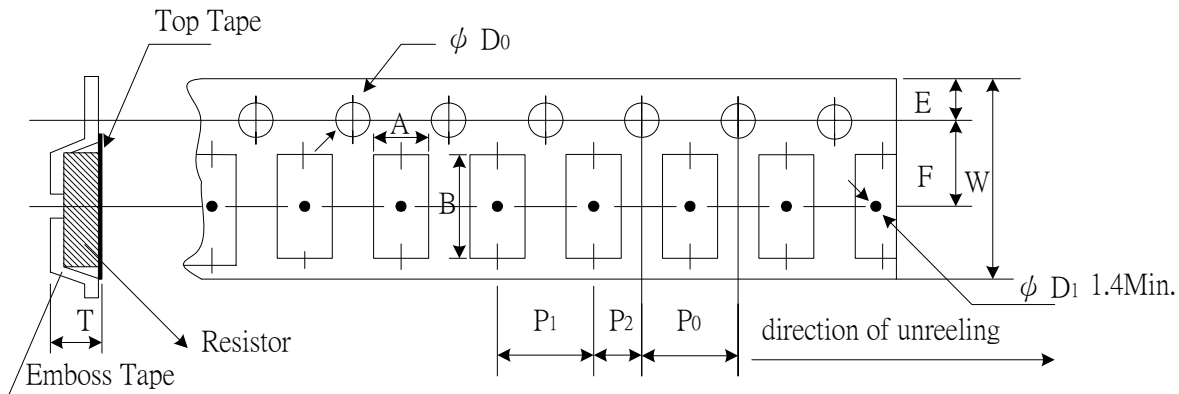 Top Tape
ψ D0
A
E
F
W
B
ψ D1 1.4Min.
T
P1
P2
P0
direction of unreeling
Resistor
Emboss Tape